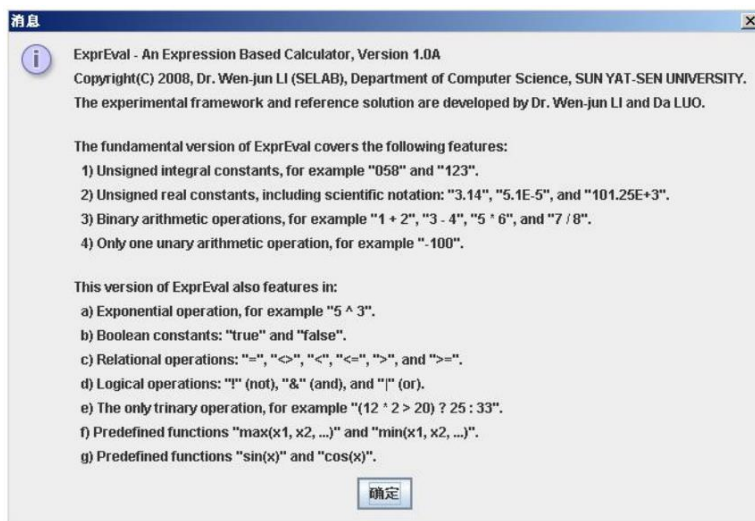 消息
ExprEval - An Expression Based Calculator, Version 1.0A
Copyright(C) 2008, Dr. Wen-jun LI (SELAB), Department of Computer Science, SUN YAT-SEN UNIVERSITY.
The experimental framework and reference solution are developed by Dr. Wen-jun LI and Da LUO.
The fundamental version of ExprEval covers the following features:
1) Unsigned integral constants, for example "058" and "123".
2) Unsigned real constants, including scientific notation: "3.14", "5.1E-5", and "101.25E+3".
3) Binary arithmetic operations, for example "1 + 2", "3 - 4", "5 * 6", and "7 / 8".
4) Only one unary arithmetic operation, for example "-100".
This version of ExprEval also features in:
a) Exponential operation, for example "5 ^ 3".
b) Boolean constants: "true" and "false".
c) Relational operations: "=", "<>", "<", "<=", ">", and ">=".
d) Logical operations: "!" (not), "&" (and), and "|" (or).
e) The only trinary operation, for example "(12 * 2 > 20) ? 25 : 33".
f) Predefined functions "max(x1, x2, ...)" and "min(x1, x2, ...)".
g) Predefined functions "sin(x)" and "cos(x)".
确定